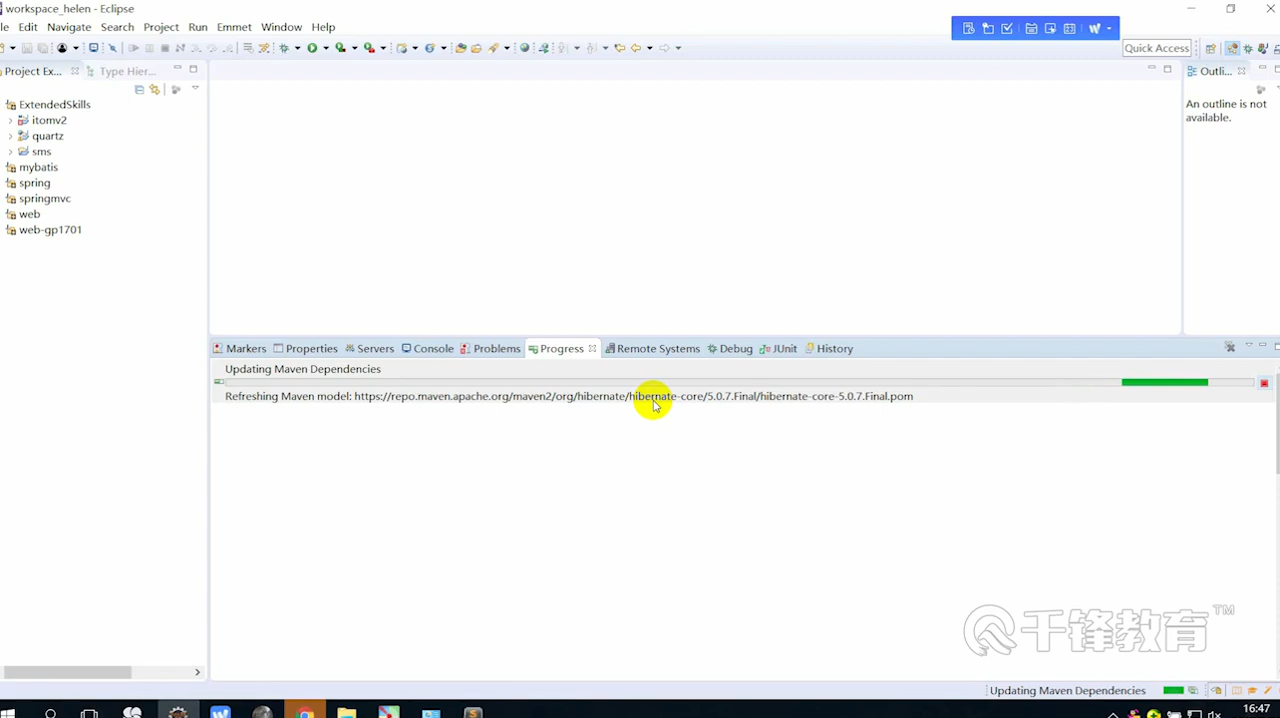 workspace_helen - Eclipse
le Edit Navigate Search Project Run Emmet Window Help
Quick Access
Project Ex... Type Hier...
ExtendedSkills
itomv2
quartz
sms
mybatis
spring
springmvc
web
web-gp1701
Outli...
An outline is not
available.
Markers Properties Servers Console Problems Progress Remote Systems Debug JUnit History
Updating Maven Dependencies
Refreshing Maven model: https://repo.maven.apache.org/maven2/org/hibernate/hibernate-core/5.0.7.Final/hibernate-core-5.0.7.Final.pom
千锋教育 TM
Updating Maven Dependencies
16:47